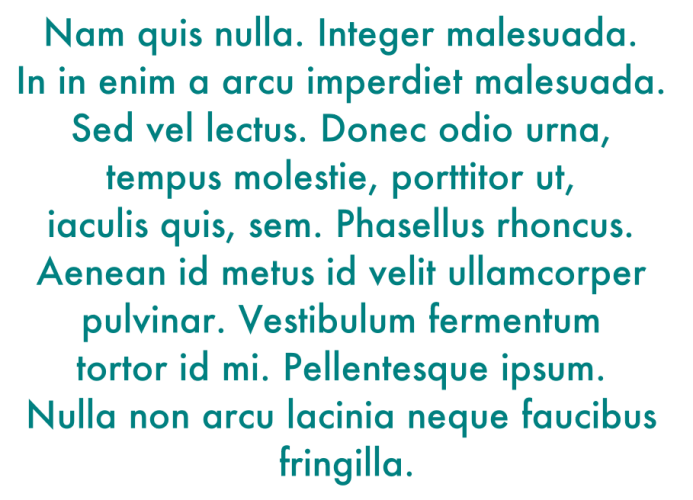 Nam quis nulla. Integer malesuada.
In in enim a arcu imperdiet malesuada.
Sed vel lectus. Donec odio urna,
tempus molestie, porttitor ut,
iaculis quis, sem. Phasellus rhoncus.
Aenean id metus id velit ullamcorper
pulvinar. Vestibulum fermentum
tortor id mi. Pellentesque ipsum.
Nulla non arcu lacinia neque faucibus
fringilla.